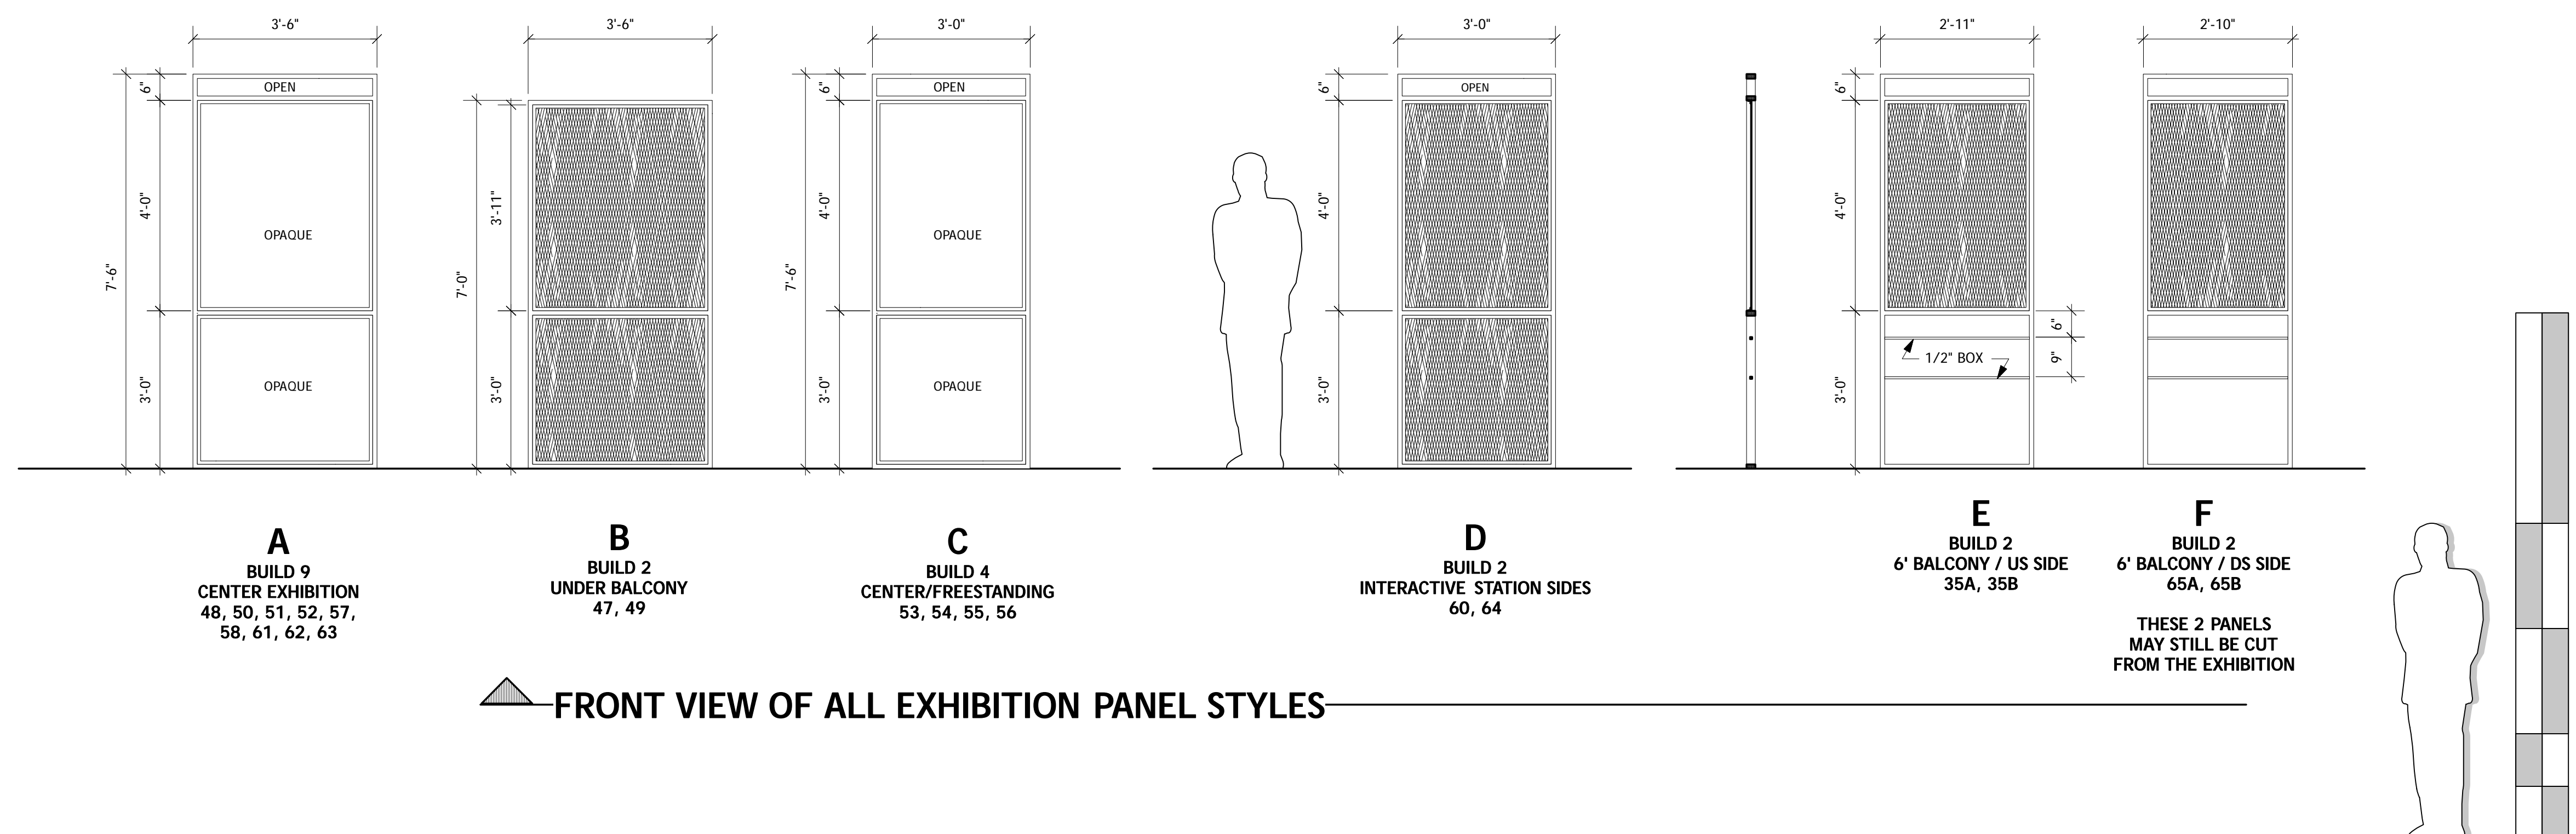 3'-6"
3'-6"
3'-0"
3'-0"
2'-11"
2'-10"
7'-6"
6"
4'-0"
3'-0"
OPEN
OPAQUE
OPAQUE
7'-0"
3'-11"
3'-0"
7'-6"
6"
4'-0"
3'-0"
OPEN
OPAQUE
OPAQUE
6"
4'-0"
3'-0"
OPEN
6"
4'-0"
3'-0"
1/2" BOX
6"
9"
A
BUILD 9
CENTER EXHIBITION
48, 50, 51, 52, 57,
58, 61, 62, 63
B
BUILD 2
UNDER BALCONY
47, 49
C
BUILD 4
CENTER/FREESTANDING
53, 54, 55, 56
D
BUILD 2
INTERACTIVE STATION SIDES
60, 64
E
BUILD 2
6' BALCONY / US SIDE
35A, 35B
F
BUILD 2
6' BALCONY / DS SIDE
65A, 65B
THESE 2 PANELS
MAY STILL BE CUT
FROM THE EXHIBITION
FRONT VIEW OF ALL EXHIBITION PANEL STYLES